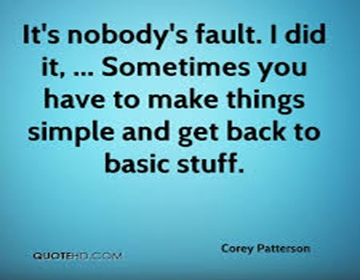 It's nobody's fault. I did
it, ... Sometimes you
have to make things
simple and get back to
basic stuff.
Corey Patterson
QUOTEHD.COM